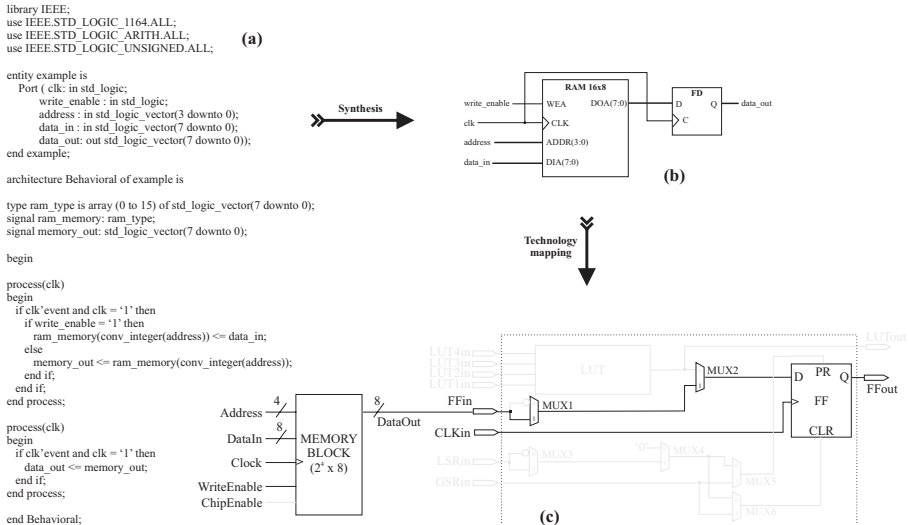 library IEEE;
use IEEE.STD_LOGIC_1164.ALL;
use IEEE.STD_LOGIC_ARITH.ALL;
use IEEE.STD_LOGIC_UNSIGNED.ALL;
(a)
entity example is
Port ( clk: in std_logic;
write_enable : in std_logic;
address : in std_logic_vector(3 downto 0);
data_in : in std_logic_vector(7 downto 0);
data_out: out std_logic_vector(7 downto 0));
end example;
architecture Behavioral of example is
type ram_type is array (0 to 15) of std_logic_vector(7 downto 0);
signal ram_memory: ram_type;
signal memory_out: std_logic_vector(7 downto 0);
begin
process(clk)
begin
if clk'event and clk = ‘1’ then
if write_enable = ‘1’ then
ram_memory(conv_integer(address)) <= data_in;
else
memory_out <= ram_memory(conv_integer(address));
end if;
end if;
end process;
process(clk)
begin
if clk'event and clk = ‘1’ then
data_out <= memory_out;
end if;
end process;
end Behavioral;
Synthesis
RAM 16x8
write_enable
WEA
DOA(7:0)
clk
CLK
address
ADDR(3:0)
data_in
DIA(7:0)
FD
D
Q
data_out
C
(b)
Technology
mapping
Address
4
DataIn
8
Clock
WriteEnable
ChipEnable
MEMORY
BLOCK
(2⁴ x 8)
8
DataOut
LUT4in
LUT3in
LUT2in
LUT1in
LUT
LUTout
FFin
MUX1
1
MUX2
1
CLKin
D
PR
Q
FF
CLR
FFout
LSRin
MUX3
GSRin
'0'
MUX4
MUX5
MUX6
(c)